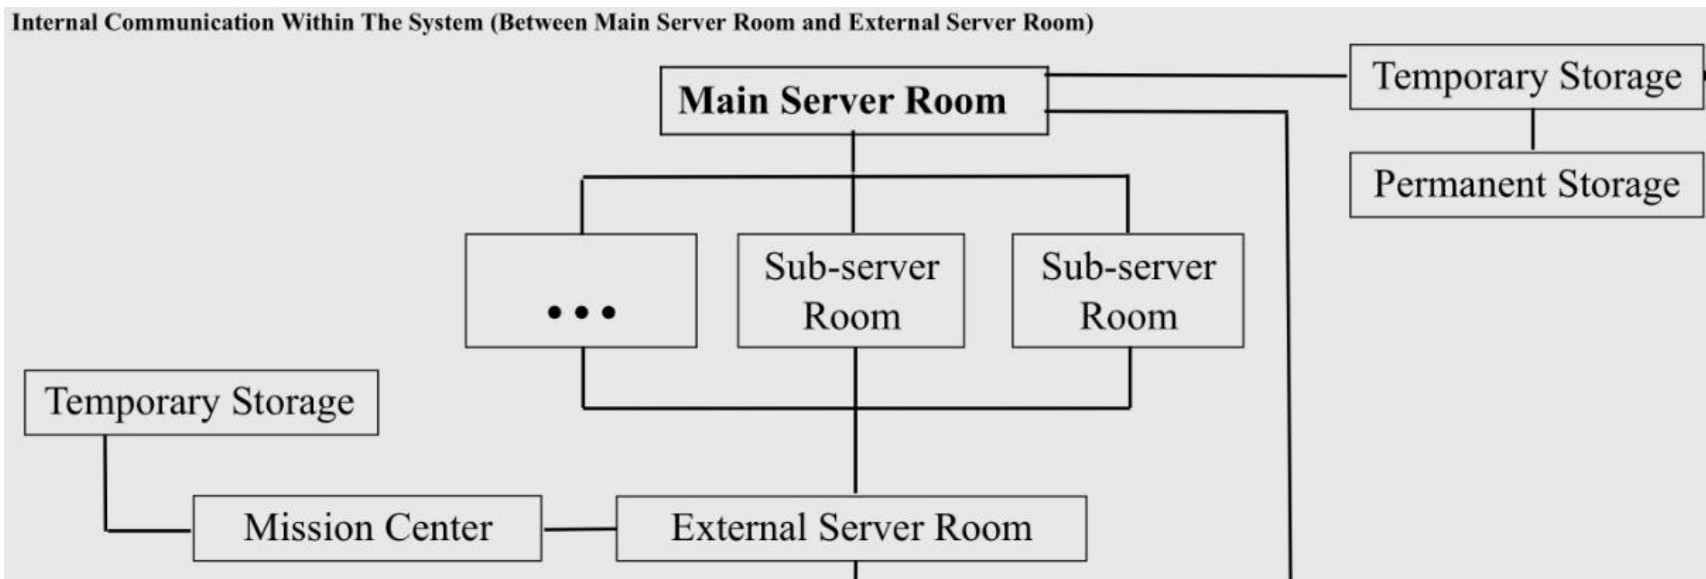 Internal Communication Within The System (Between Main Server Room and External Server Room)
Main Server Room
Temporary Storage
Permanent Storage
...
Sub-server
Room
Sub-server
Room
Temporary Storage
Mission Center
External Server Room